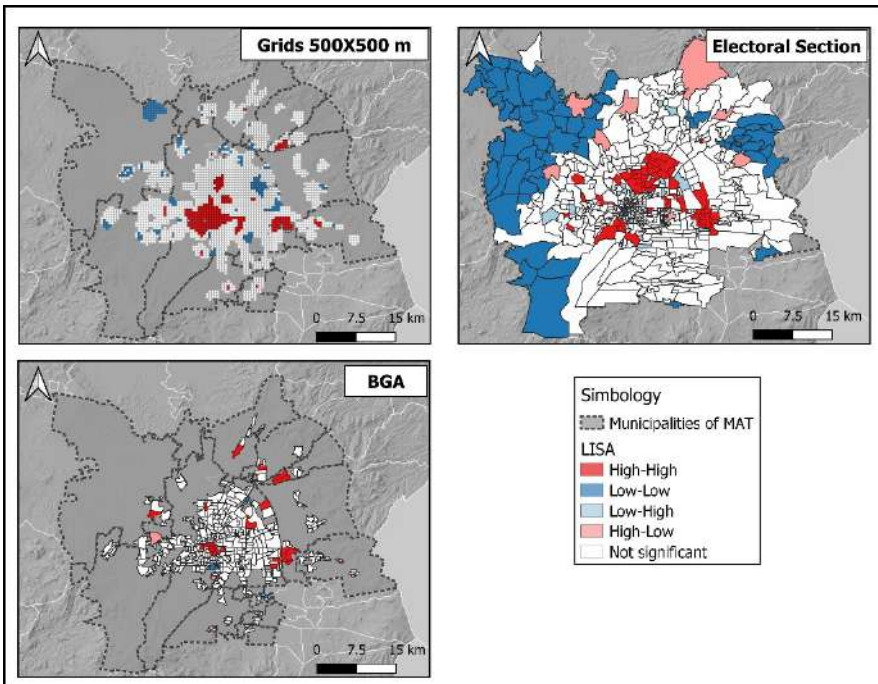 Grids 500X500 m
0 7.5 15 km
Electoral Section
0 7.5 15 km
BGA
0 7.5 15 km
Simbology
Municipalities of MAT
LISA
High-High
Low-Low
Low-High
High-Low
Not significant